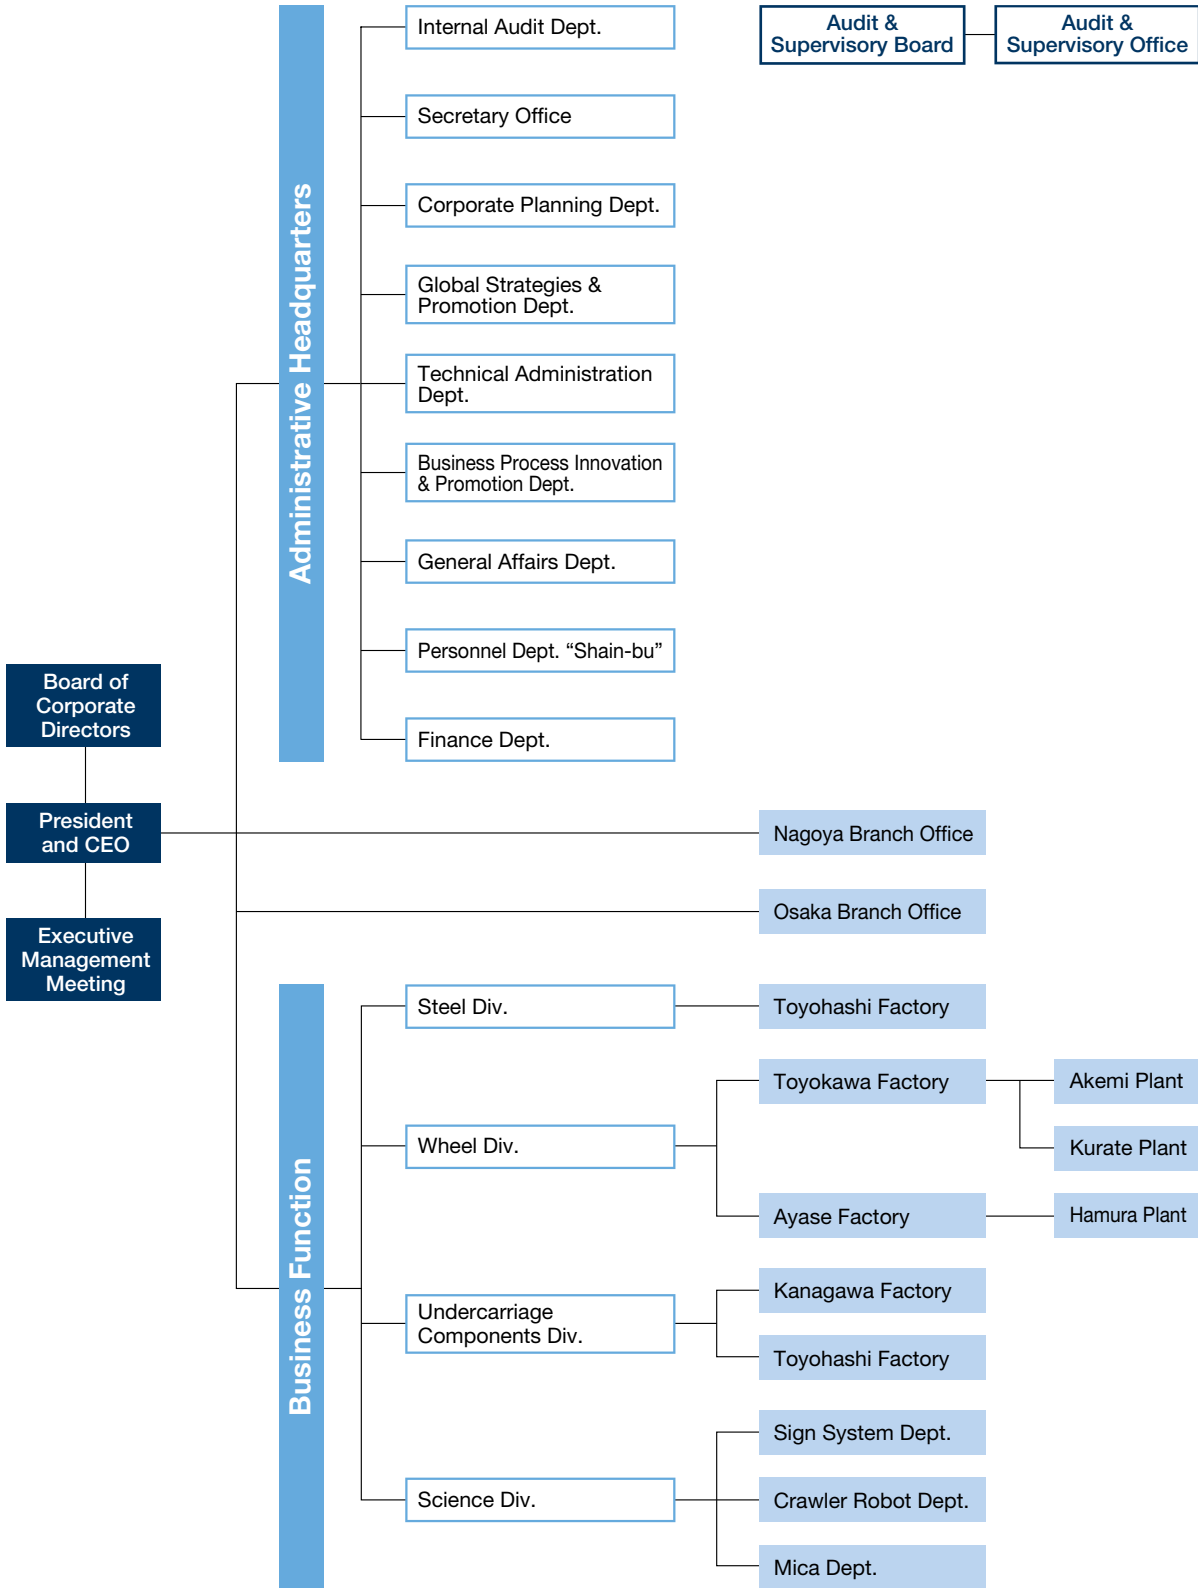 Board of
Corporate
Directors
President
and CEO
Executive
Management
Meeting
Administrative Headquarters
Internal Audit Dept.
Secretary Office
Corporate Planning Dept.
Global Strategies &
Promotion Dept.
Technical Administration
Dept.
Business Process Innovation
& Promotion Dept.
General Affairs Dept.
Personnel Dept. “Shain-bu”
Finance Dept.
Audit &
Supervisory Board
Audit &
Supervisory Office
Nagoya Branch Office
Osaka Branch Office
Business Function
Steel Div.
Toyohashi Factory
Wheel Div.
Toyokawa Factory
Akemi Plant
Kurate Plant
Ayase Factory
Hamura Plant
Undercarriage
Components Div.
Kanagawa Factory
Toyohashi Factory
Science Div.
Sign System Dept.
Crawler Robot Dept.
Mica Dept.